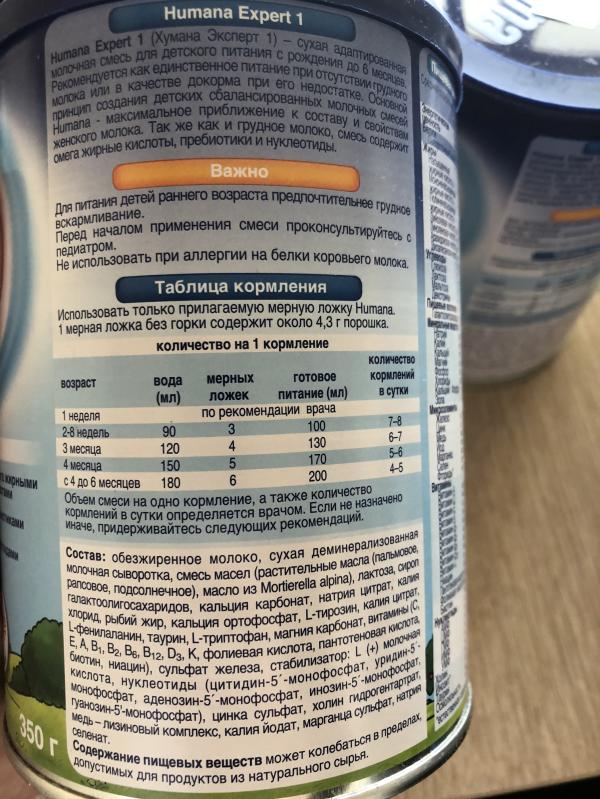 Humana Expert 1
Humana Expert 1 (Хумана Эксперт 1) – сухая адаптированная
молочная смесь для детского питания с рождения до 6 месяцев.
Рекомендуется как единственное питание при отсутствии грудного
молока или в качестве докорма при его недостатке. Основной
принцип создания детских сбалансированных молочных смесей
Humana - максимальное приближение к составу и свойствам
женского молока. Так же как и грудное молоко, смесь содержит
омега жирные кислоты, пребиотики и нуклеотиды.
Важно
Для питания детей раннего возраста предпочтительнее грудное
вскармливание.
Перед началом применения смеси проконсультируйтесь с
педиатром.
Не использовать при аллергии на белки коровьего молока.
Таблица кормления
Использовать только прилагаемую мерную ложку Humana.
1 мерная ложка без горки содержит около 4,3 г порошка.
количество на 1 кормление
возраст вода (мл) мерных ложек готовое питание (мл) количество кормлений в сутки
1 неделя по рекомендации врача
2-8 недель 90 3 100 7–8
3 месяца 120 4 130 6–7
4 месяца 150 5 170 5–6
с 4 до 6 месяцев 180 6 200 4–5
Объем смеси на одно кормление, а также количество
кормлений в сутки определяется врачом. Если не назначено
иначе, придерживайтесь следующих рекомендаций.
Состав: обезжиренное молоко, сухая деминерализованная
молочная сыворотка, смесь масел (растительные масла (пальмовое,
рапсовое, подсолнечное), масло из Mortierella alpina), лактоза, сироп
галактоолигосахаридов, кальция карбонат, натрия цитрат, калия
хлорид, рыбий жир, кальция ортофосфат, L-тирозин, калия цитрат,
L-фенилаланин, таурин, L-триптофан, магния карбонат, витамины (C,
E, A, B₁, B₂, B₆, B₁₂, D₃, K, фолиевая кислота, пантотеновая кислота,
биотин, ниацин), сульфат железа, стабилизатор: L (+) молочная
кислота, нуклеотиды (цитидин-5´-монофосфат, уридин-5´-
монофосфат, аденозин-5´-монофосфат, инозин-5´-монофосфат,
гуанозин-5'-монофосфат), цинка сульфат, холин гидрогентартрат,
медь – лизиновый комплекс, калия йодат, марганца сульфат, натрия
селенат.
Содержание пищевых веществ может колебаться в пределах,
допустимых для продуктов из натурального сырья.
350 г